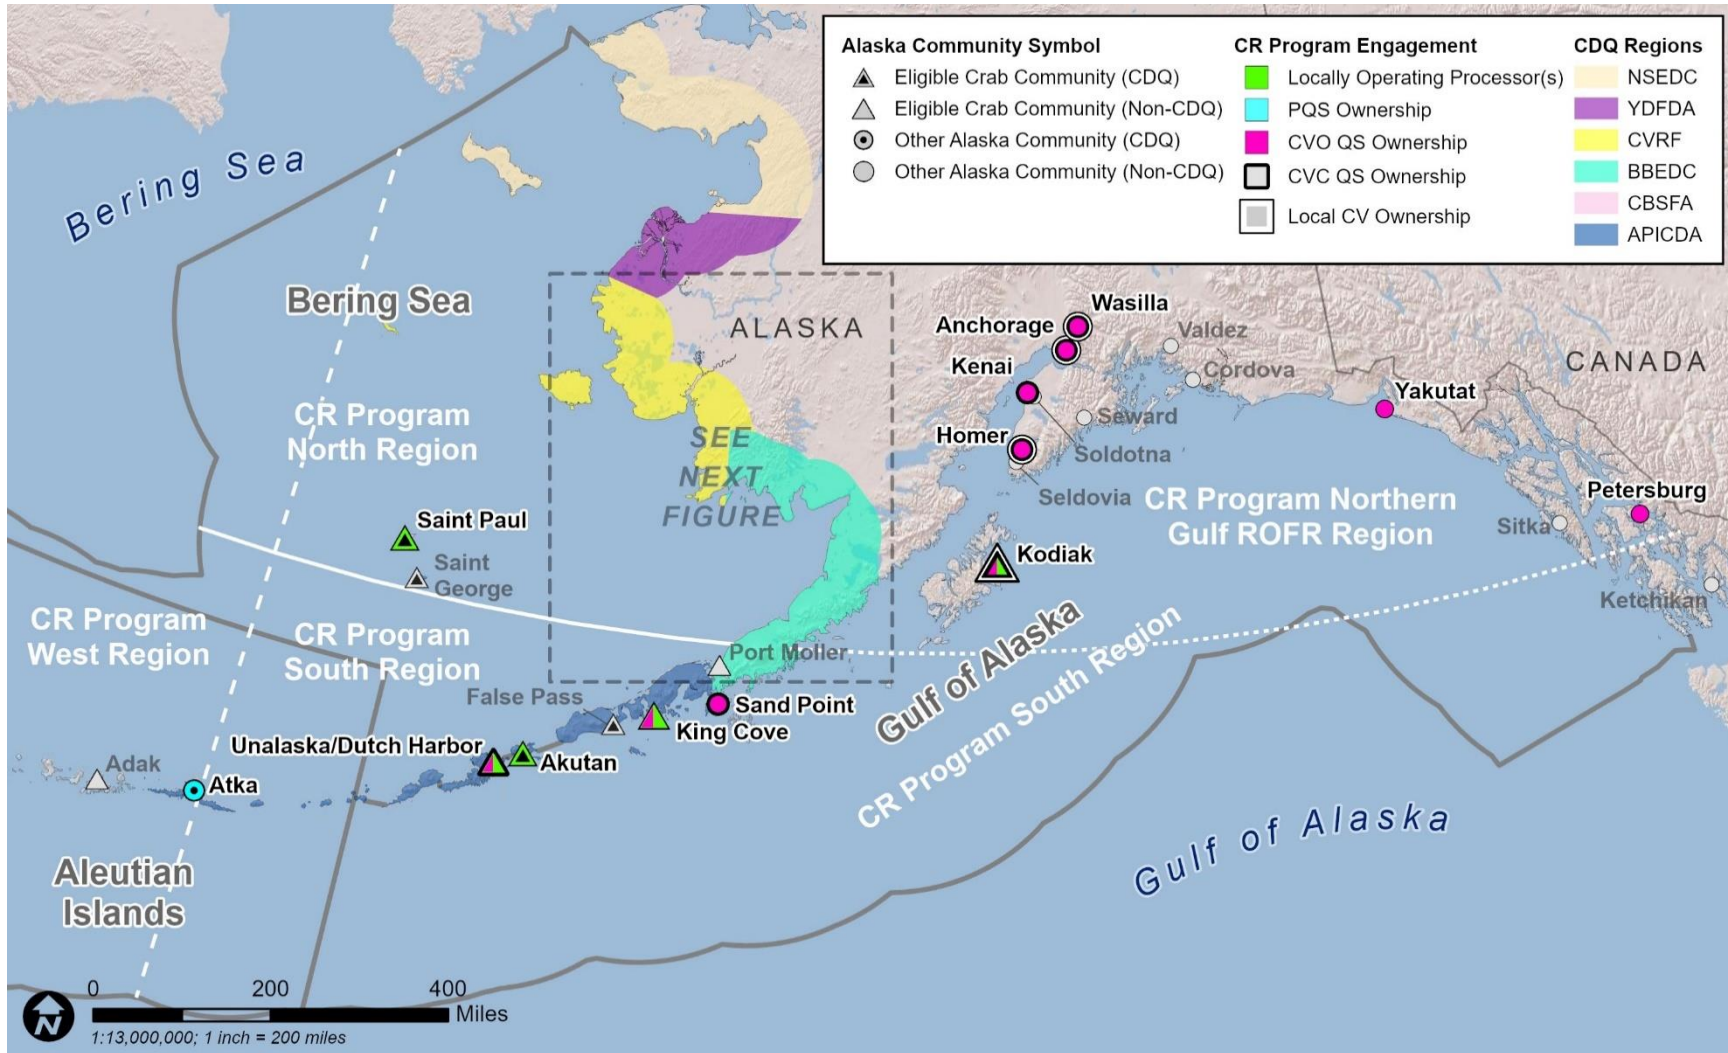 Alaska Community Symbol
Eligible Crab Community (CDQ)
Eligible Crab Community (Non-CDQ)
Other Alaska Community (CDQ)
Other Alaska Community (Non-CDQ)
CR Program Engagement
Locally Operating Processor(s)
PQS Ownership
CVO QS Ownership
CVC QS Ownership
Local CV Ownership
CDQ Regions
NSEDC
YDFDA
CVRF
BBEDC
CBSFA
APICDA
Bering Sea
Bering Sea
ALASKA
CANADA
Wasilla
Anchorage
Valdez
Kenai
Cordova
Yakutat
Seward
Homer
Soldotna
Seldovia
CR Program
North Region
SEE
NEXT
FIGURE
CR Program Northern
Gulf ROFR Region
Petersburg
Sitka
Saint Paul
Saint
George
Kodiak
Ketchikan
CR Program
West Region
CR Program
South Region
Port Moller
Gulf of Alaska
CR Program South Region
False Pass
Sand Point
King Cove
Unalaska/Dutch Harbor
Akutan
Adak
Atka
Gulf of Alaska
Aleutian
Islands
N
0 200 400
Miles
1:13,000,000; 1 inch = 200 miles